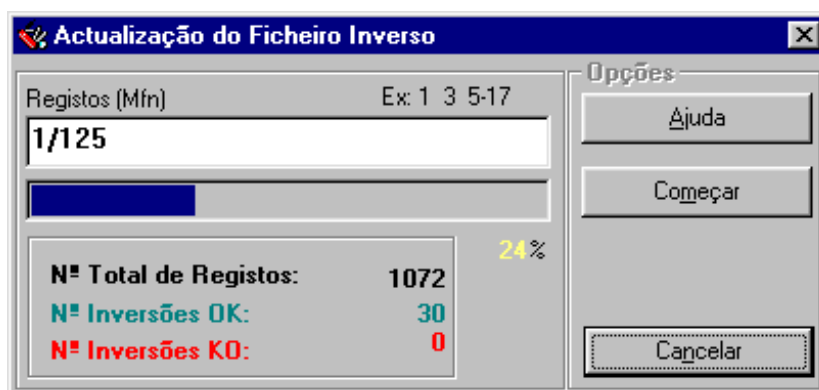 Actualização do Ficheiro Inverso
Registos (Mfn) Ex: 1 3 5-17
1/125
24%
Nº Total de Registos: 1072
Nº Inversões OK: 30
Nº Inversões KO: 0
Opções
Ajuda
Começar
Cancelar